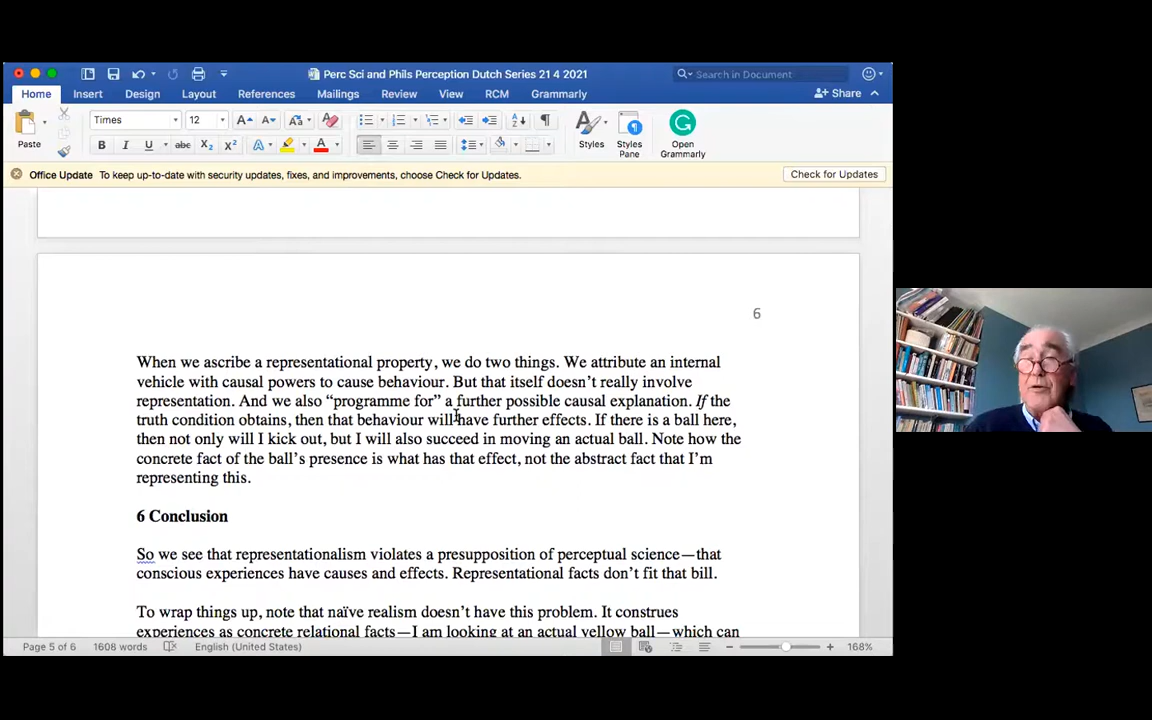 Perc Sci and Phils Perception Dutch Series 21 4 2021
Search in Document
Home Insert Design Layout References Mailings Review View RCM Grammarly
Share
Paste
Times
12
Styles
Styles Pane
Open Grammarly
Office Update To keep up-to-date with security updates, fixes, and improvements, choose Check for Updates.
Check for Updates
6
When we ascribe a representational property, we do two things. We attribute an internal
vehicle with causal powers to cause behaviour. But that itself doesn't really involve
representation. And we also “programme for” a further possible causal explanation. If the
truth condition obtains, then that behaviour will have further effects. If there is a ball here,
then not only will I kick out, but I will also succeed in moving an actual ball. Note how the
concrete fact of the ball's presence is what has that effect, not the abstract fact that I'm
representing this.
6 Conclusion
So we see that representationalism violates a presupposition of perceptual science—that
conscious experiences have causes and effects. Representational facts don't fit that bill.
To wrap things up, note that naïve realism doesn't have this problem. It construes
experiences as concrete relational facts—I am looking at an actual yellow ball—which can
Page 5 of 6 1608 words English (United States)
168%